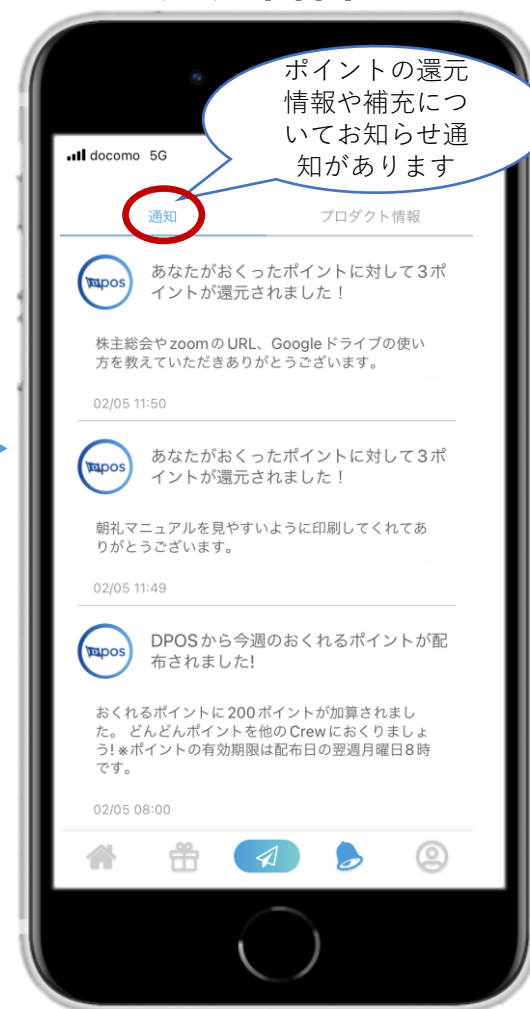 ポイントの還元
情報や補充につ
いてお知らせ通
知があります
docomo 5G
通知
プロダクト情報
あなたがおくったポイントに対して3ポ
イントが還元されました！
株主総会やzoomのURL、Googleドライブの使い
方を教えていただきありがとうございます。
02/05 11:50
あなたがおくったポイントに対して3ポ
イントが還元されました！
朝礼マニュアルを見やすいように印刷してくれてあ
りがとうございます。
02/05 11:49
DPOSから今週のおくれるポイントが配
布されました!
おくれるポイントに200ポイントが加算されまし
た。 どんどんポイントを他のCrewにおくりましょ
う! ※ポイントの有効期限は配布日の翌週月曜日8時
です。
02/05 08:00